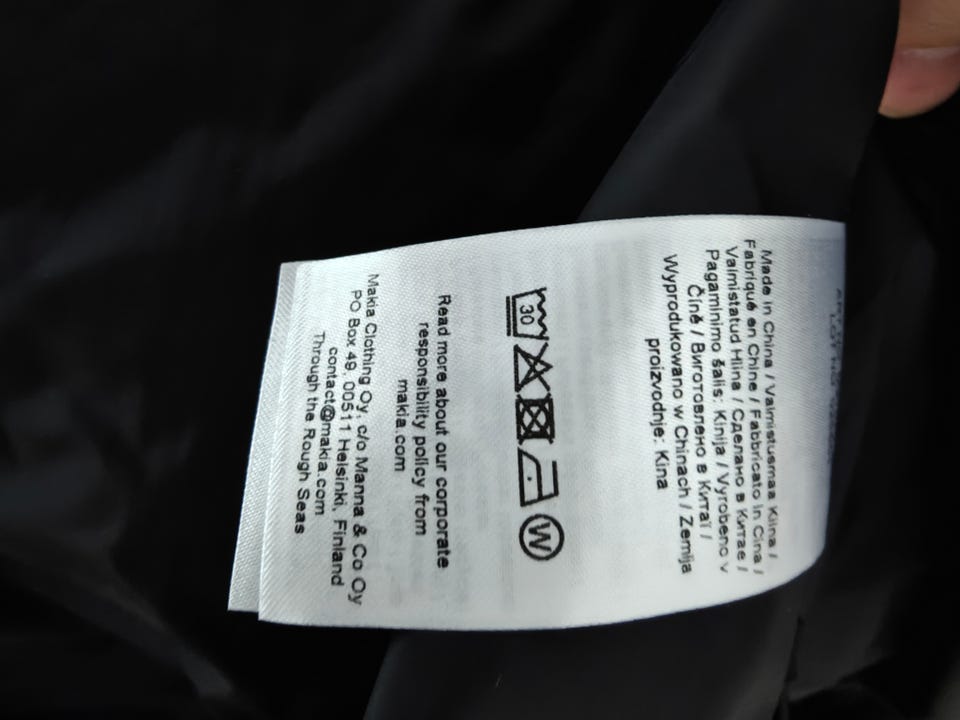 Made in China / Valmistusmaa Kiina /
Fabriqué en Chine / Fabbricato in Cina /
Valmistatud Hiina / Сделано в Китае /
Pagaminimo šalis: Kinija / Vyrobeno v
Číně / Виготовлено в Китаї /
Wyprodukowano w Chinach / Zemlja
proizvodnje: Kina
30
W
Read more about our corporate
responsibility policy from
makia.com
Makia Clothing Oy, c/o Manna & Co Oy
PO Box 49, 00511 Helsinki, Finland
contact@makia.com
Through the Rough Seas